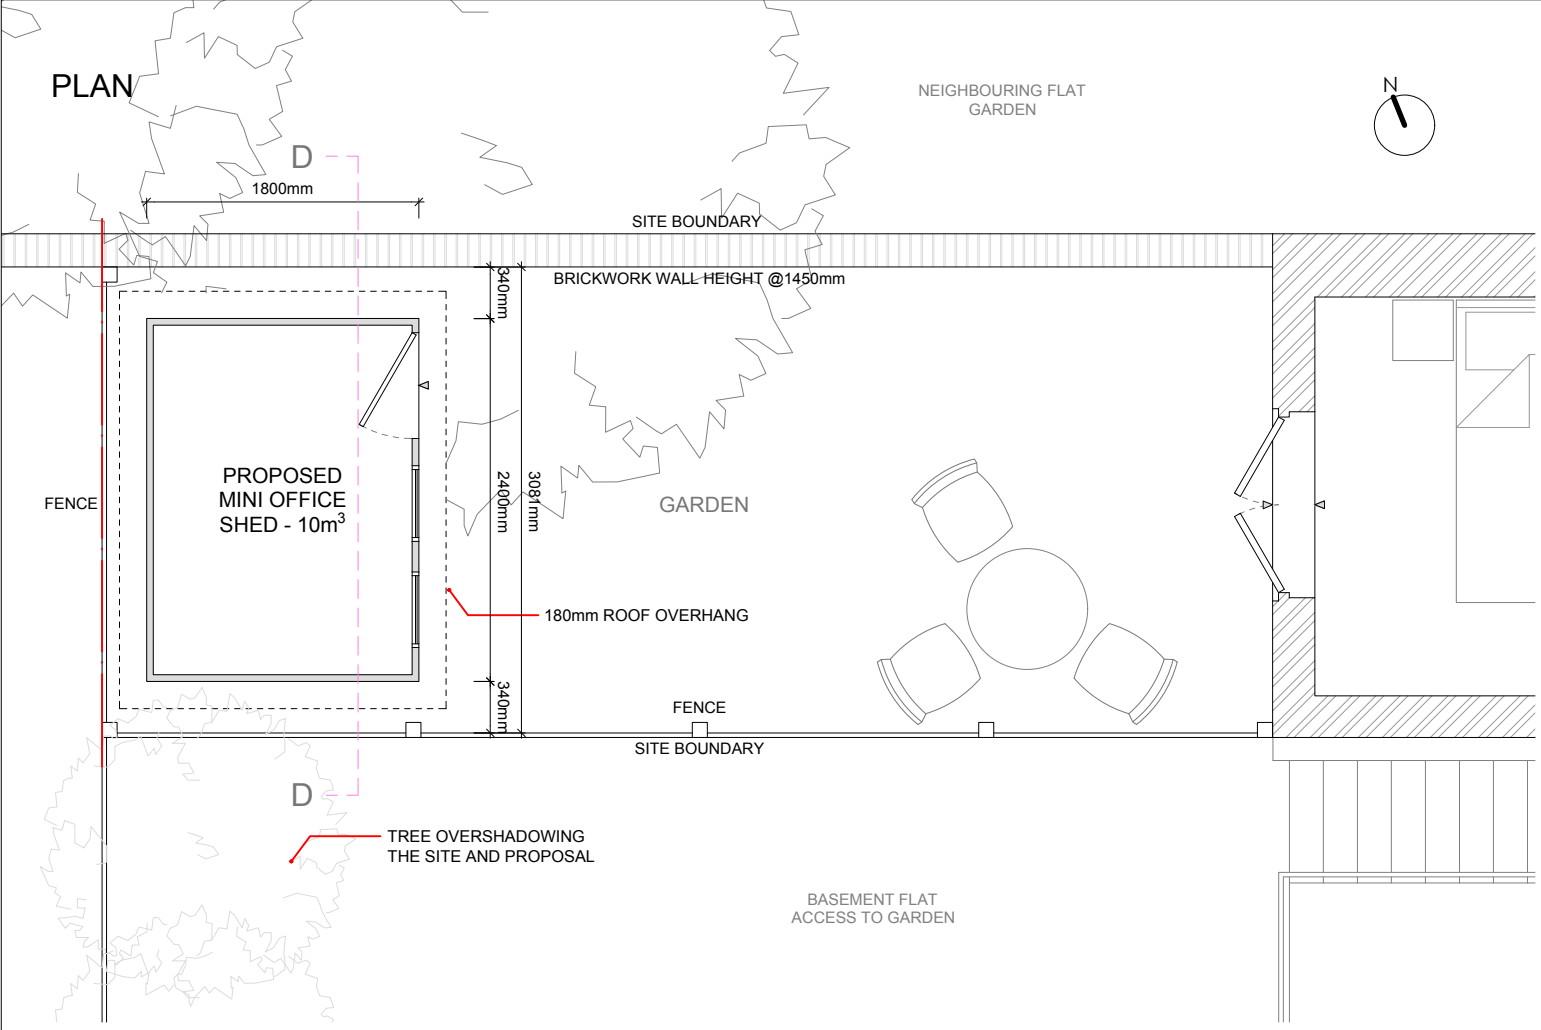 PLAN
NEIGHBOURING FLAT
GARDEN
N
D
1800mm
SITE BOUNDARY
BRICKWORK WALL HEIGHT @1450mm
340mm
PROPOSED
MINI OFFICE
SHED - 10m³
FENCE
2400mm
3081mm
GARDEN
180mm ROOF OVERHANG
340mm
FENCE
SITE BOUNDARY
D
TREE OVERSHADOWING
THE SITE AND PROPOSAL
BASEMENT FLAT
ACCESS TO GARDEN